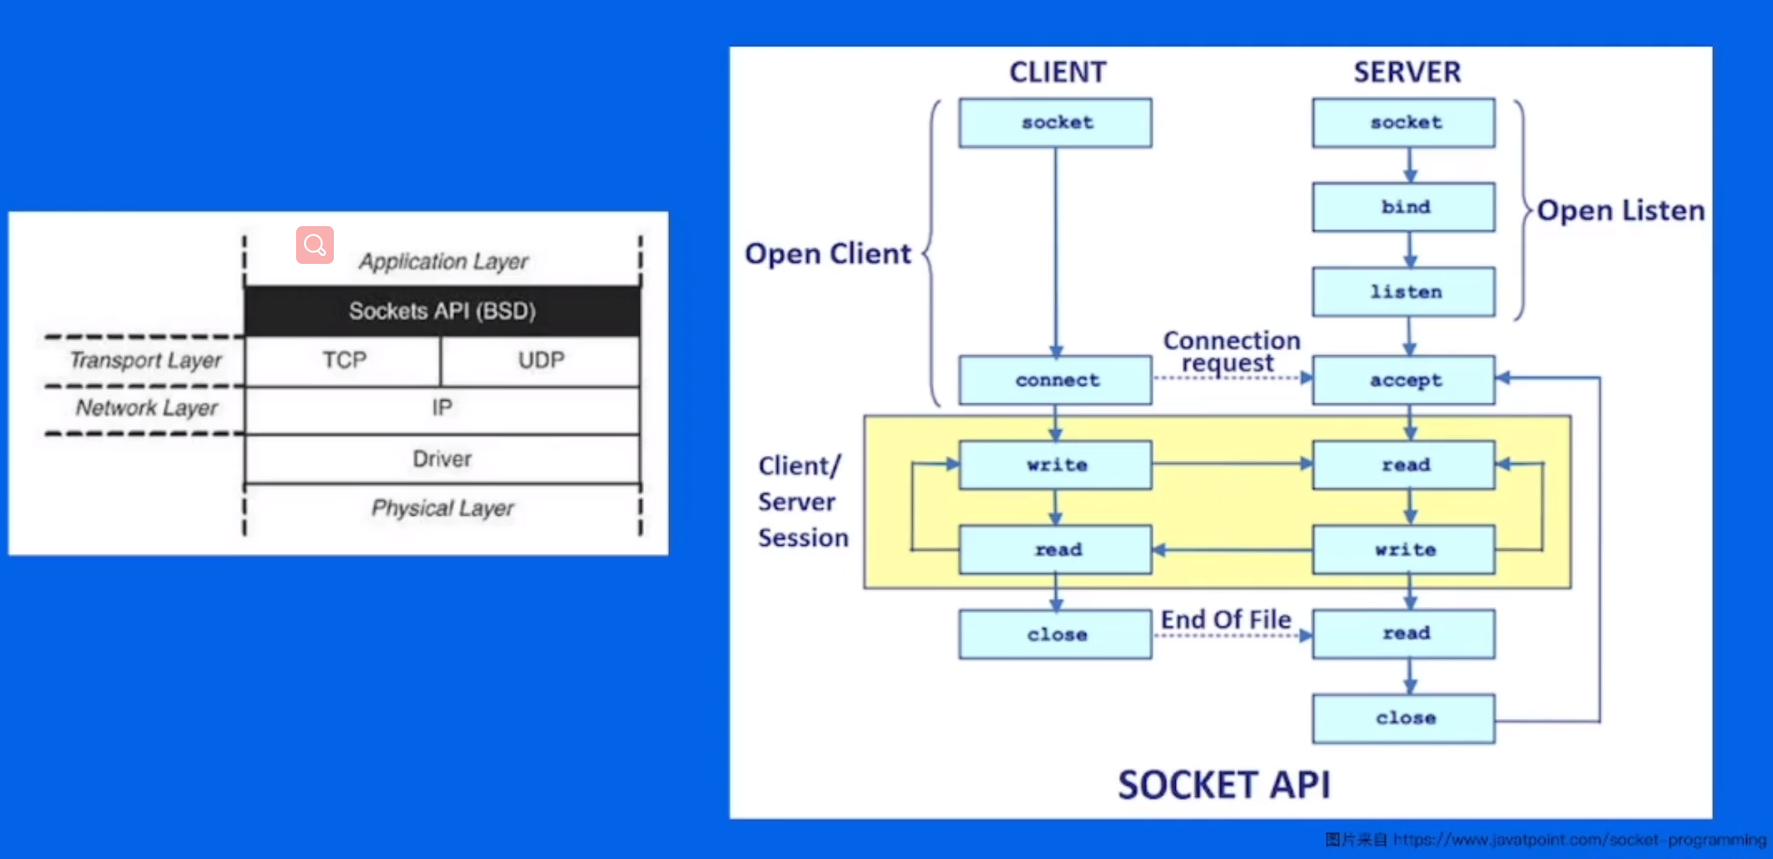 Application Layer
Sockets API (BSD)
Transport Layer
TCP
UDP
Network Layer
IP
Driver
Physical Layer
CLIENT
SERVER
socket
socket
bind
Open Listen
Open Client
listen
Connection
request
connect
accept
Client/
Server
Session
write
read
read
write
End Of File
close
read
close
SOCKET API
图片来自 https://www.javatpoint.com/socket-programming